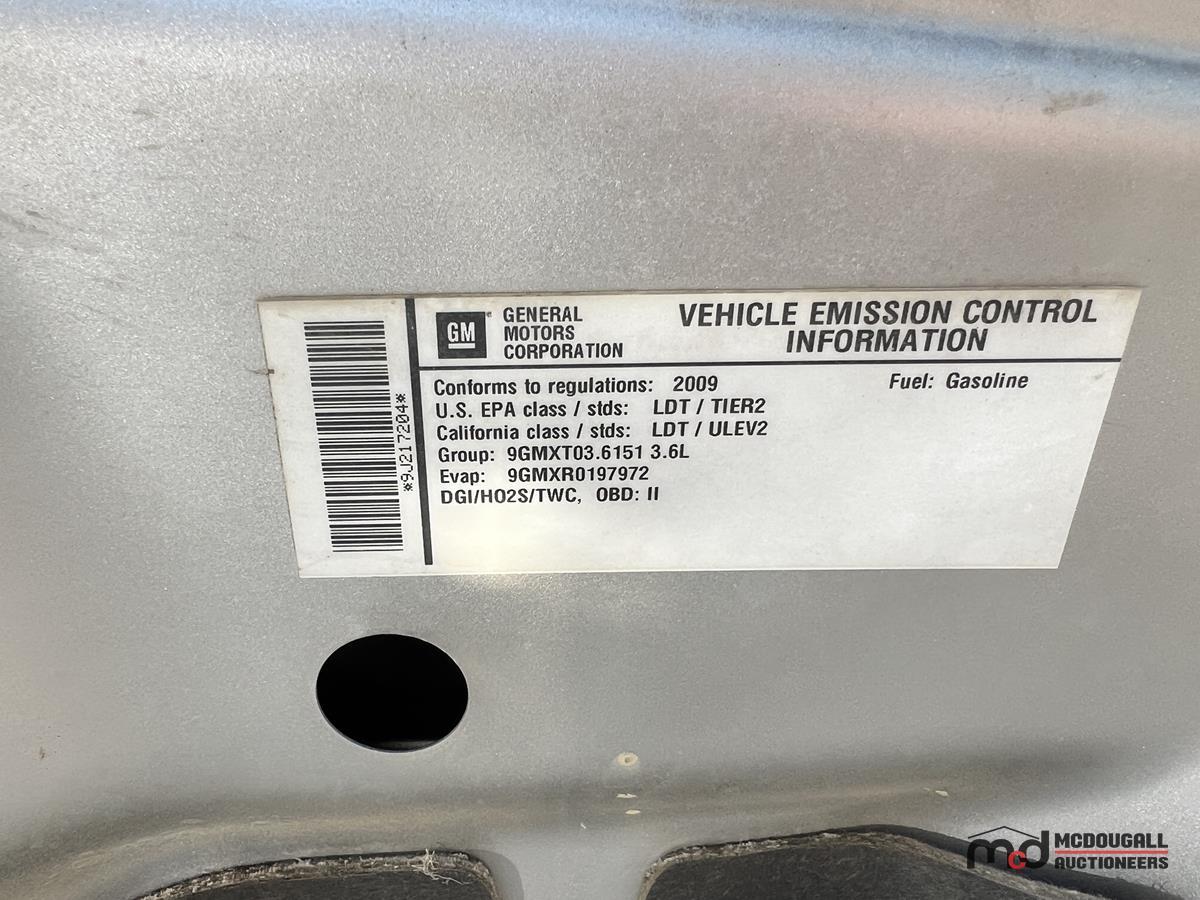 *9J217204*
GM
GENERAL
MOTORS
CORPORATION
VEHICLE EMISSION CONTROL
INFORMATION
Conforms to regulations: 2009
Fuel: Gasoline
U.S. EPA class / stds: LDT / TIER2
California class / stds: LDT / ULEV2
Group: 9GMXT03.6151 3.6L
Evap: 9GMXR0197972
DGI/HO2S/TWC, OBD: II
mcd
MCDOUGALL
AUCTIONEERS